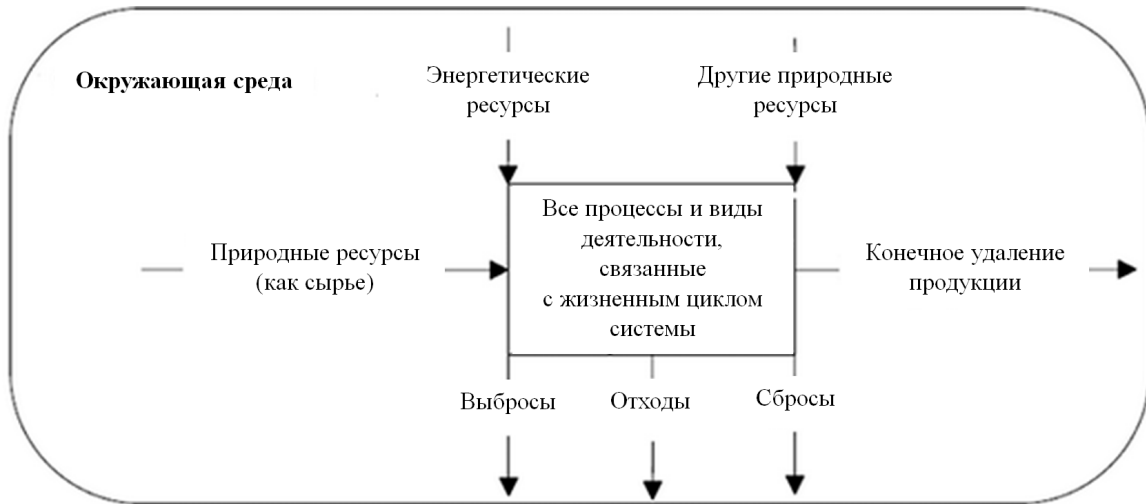 Окружающая среда
Энергетические
ресурсы
Другие природные
ресурсы
Природные ресурсы
(как сырье)
Все процессы и виды
деятельности,
связанные
с жизненным циклом
системы
Конечное удаление
продукции
Выбросы
Отходы
Сбросы